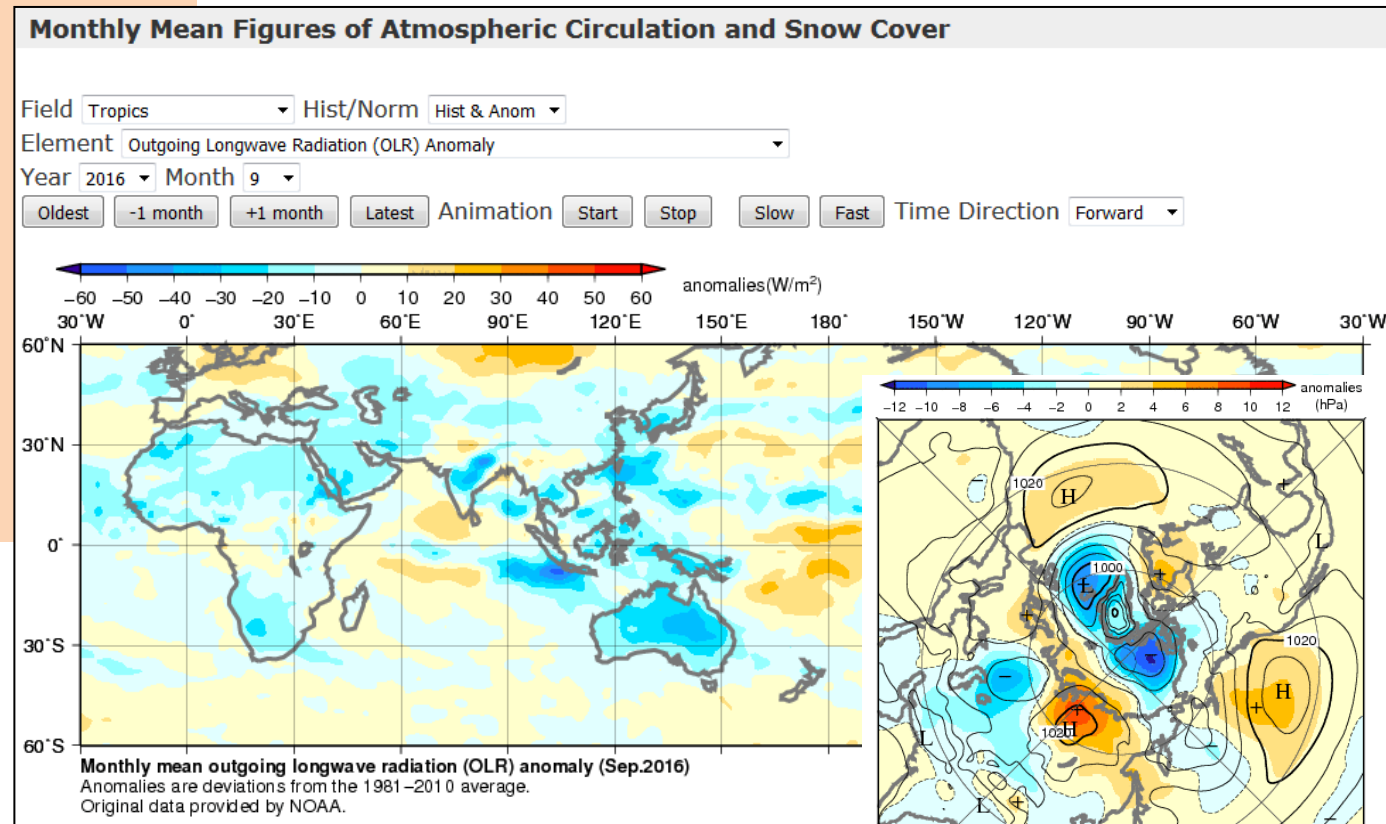 Monthly Mean Figures of Atmospheric Circulation and Snow Cover
Field Tropics Hist/Norm Hist & Anom
Element Outgoing Longwave Radiation (OLR) Anomaly
Year 2016 Month 9
Oldest -1 month +1 month Latest Animation Start Stop Slow Fast Time Direction Forward
anomalies(W/m²)
−60 −50 −40 −30 −20 −10 0 10 20 30 40 50 60
30°W 0° 30°E 60°E 90°E 120°E 150°E 180° 150°W 120°W 90°W 60°W 30°W
60°N
30°N
0°
30°S
60°S
anomalies
−12 −10 −8 −6 −4 −2 0 2 4 6 8 10 12 (hPa)
1020 H
L
1000
L
1020
H
1020
H
L
L
Monthly mean outgoing longwave radiation (OLR) anomaly (Sep.2016)
Anomalies are deviations from the 1981−2010 average.
Original data provided by NOAA.